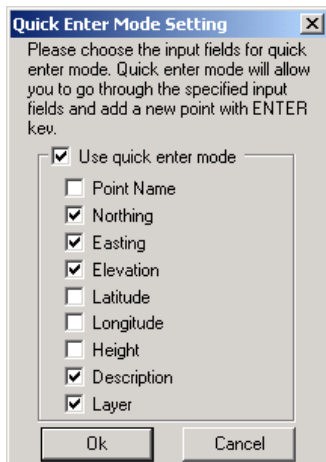 Quick Enter Mode Setting
Please choose the input fields for quick
enter mode. Quick enter mode will allow
you to go through the specified input
fields and add a new point with ENTER
key.
Use quick enter mode
Point Name
Northing
Easting
Elevation
Latitude
Longitude
Height
Description
Layer
Ok Cancel